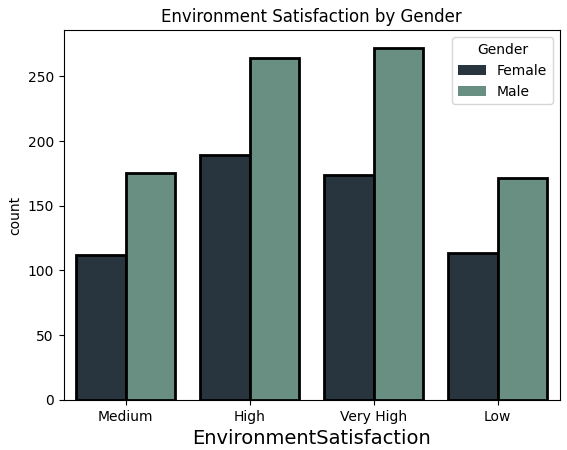 Environment Satisfaction by Gender
Gender
Female
Male
250
200
150
100
50
0
count
Medium
High
Very High
Low
EnvironmentSatisfaction